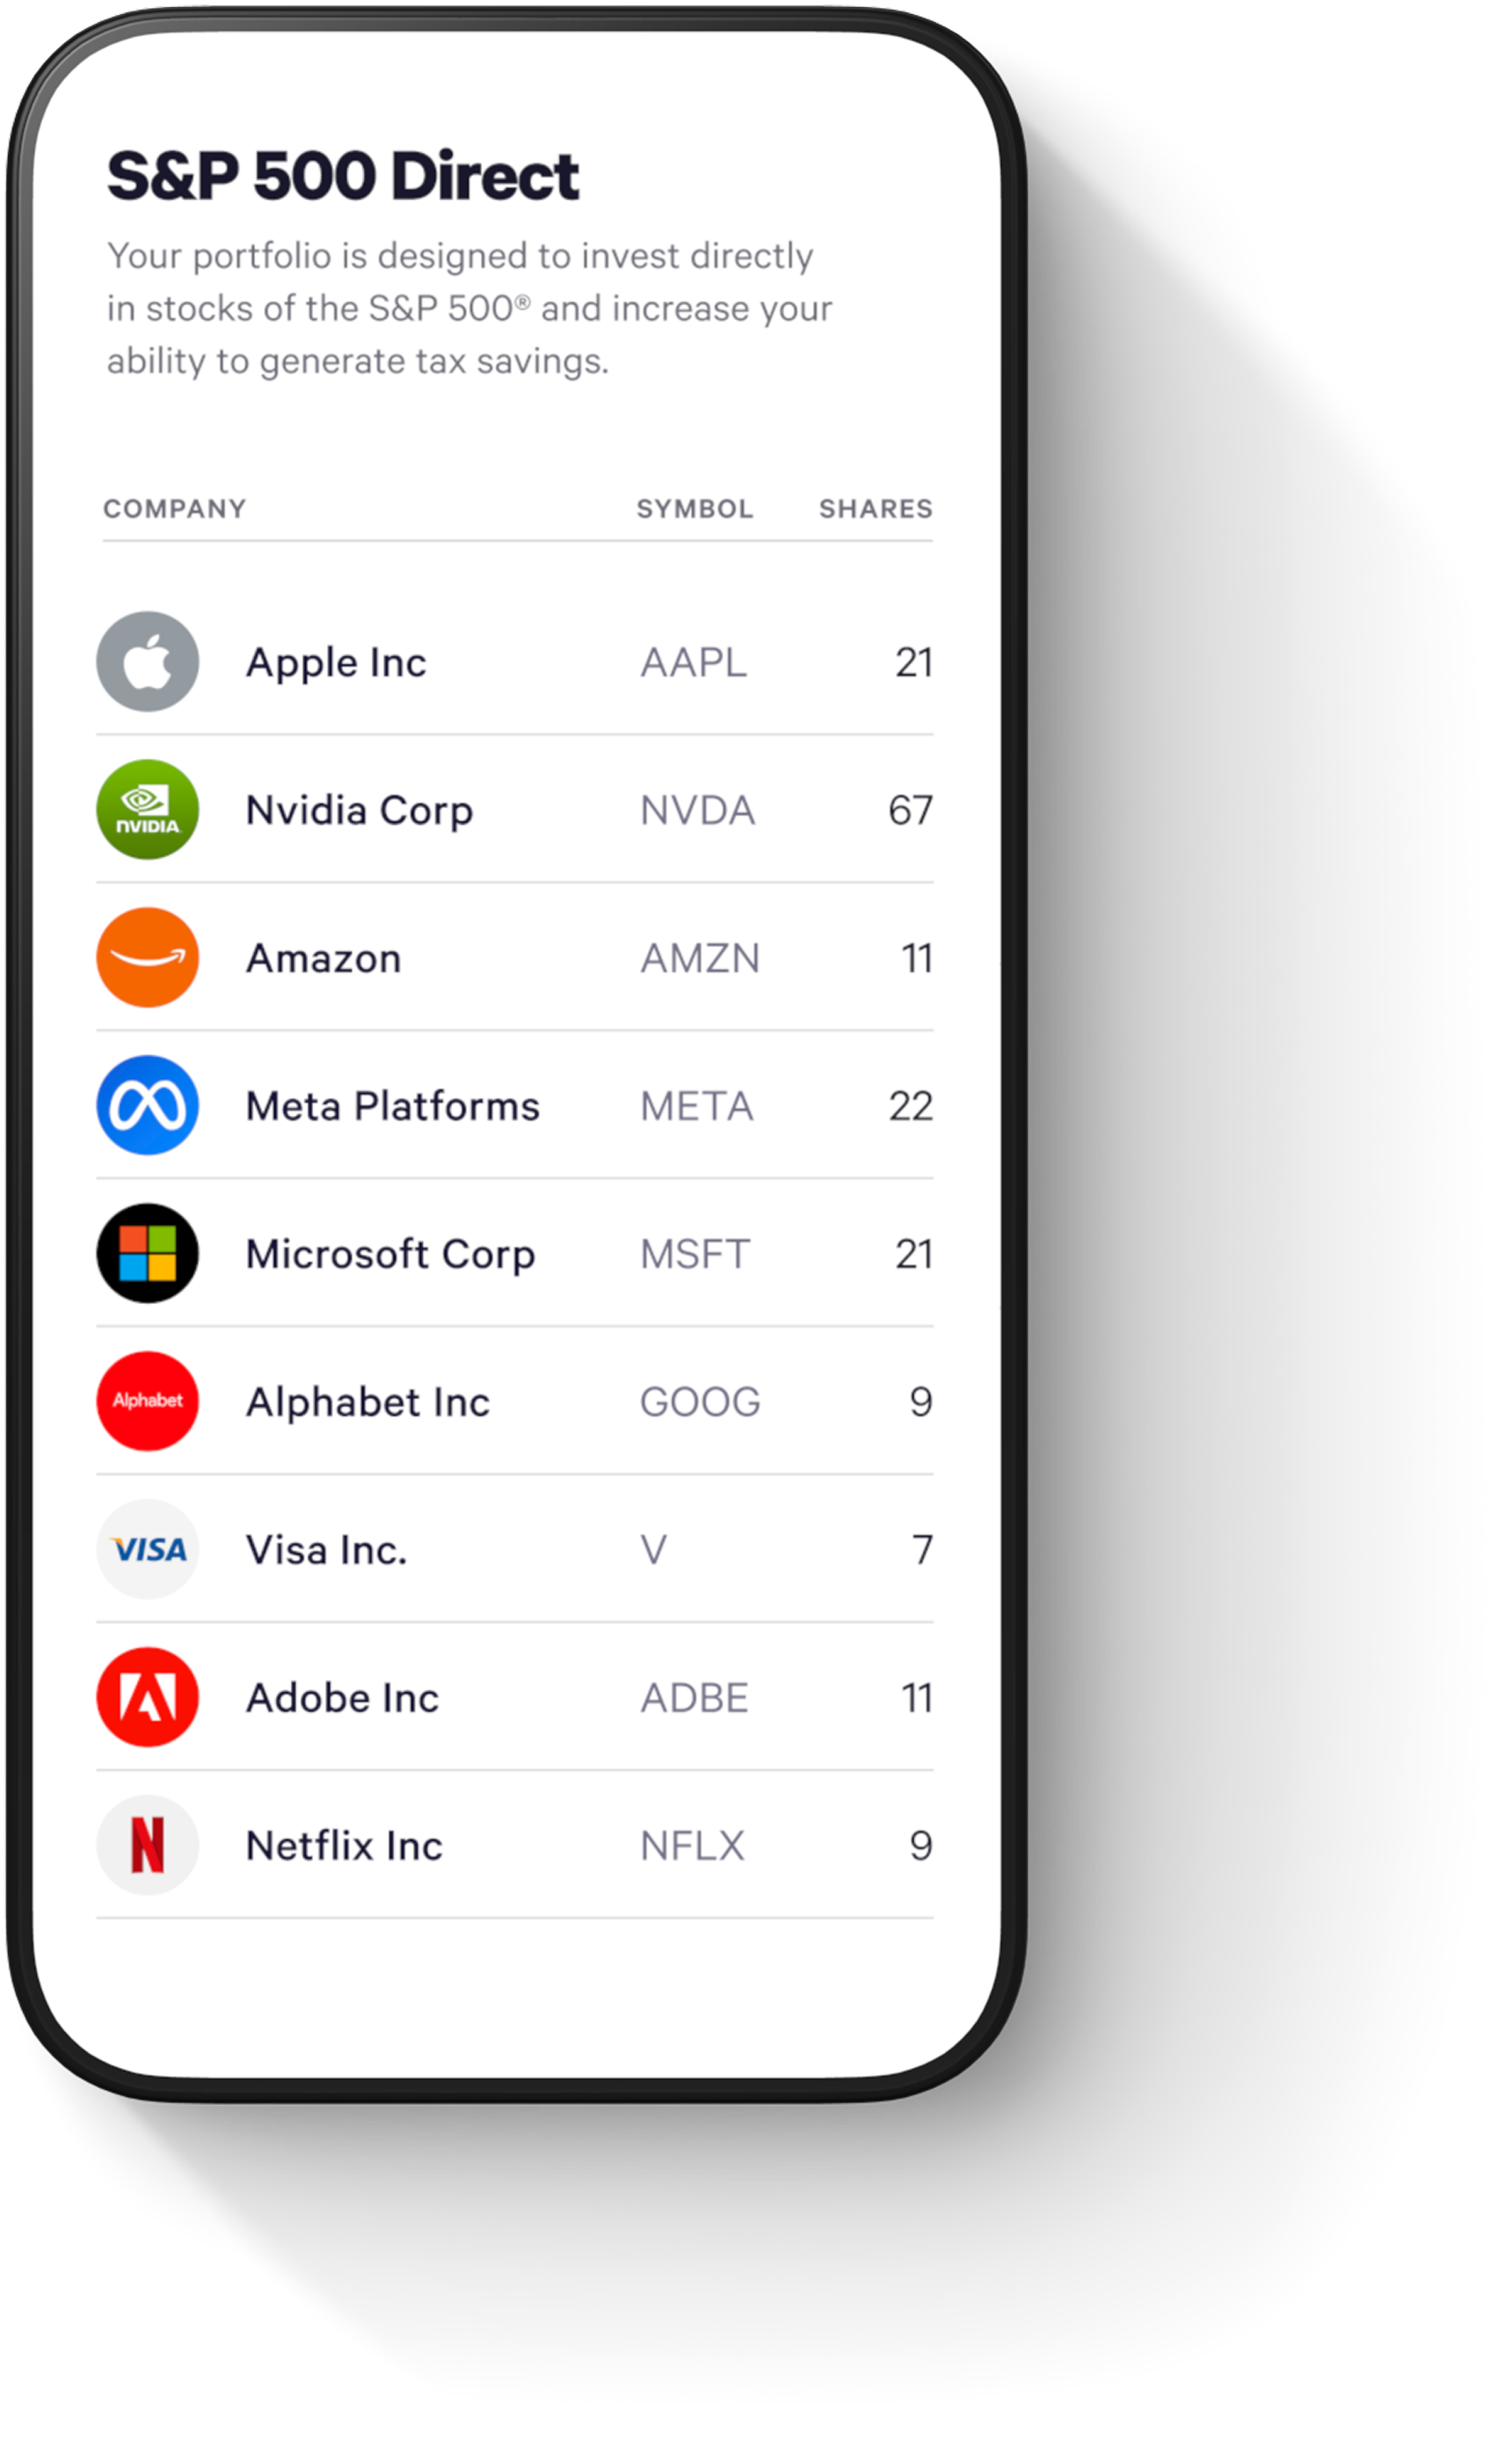 S&P 500 Direct
Your portfolio is designed to invest directly
in stocks of the S&P 500® and increase your
ability to generate tax savings.
COMPANY SYMBOL SHARES
Apple Inc AAPL 21
NVIDIA Nvidia Corp NVDA 67
Amazon AMZN 11
Meta Platforms META 22
Microsoft Corp MSFT 21
Alphabet Alphabet Inc GOOG 9
VISA Visa Inc. V 7
Adobe Inc ADBE 11
N Netflix Inc NFLX 9